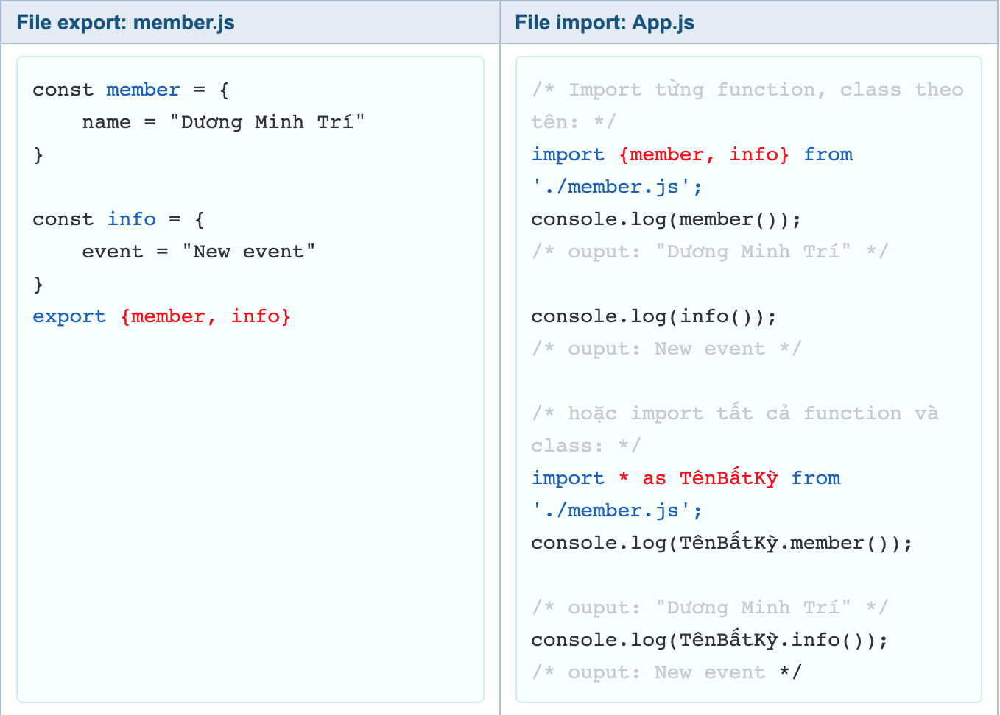 File export: member.js
const member = {
    name = "Dương Minh Trí"
}

const info = {
    event = "New event"
}
export {member, info}
File import: App.js
/* Import từng function, class theo
tên: */
import {member, info} from
'./member.js';
console.log(member());
/* ouput: "Dương Minh Trí" */

console.log(info());
/* ouput: New event */

/* hoặc import tất cả function và
class: */
import * as TênBấtKỳ from
'./member.js';
console.log(TênBấtKỳ.member());

/* ouput: "Dương Minh Trí" */
console.log(TênBấtKỳ.info());
/* ouput: New event */